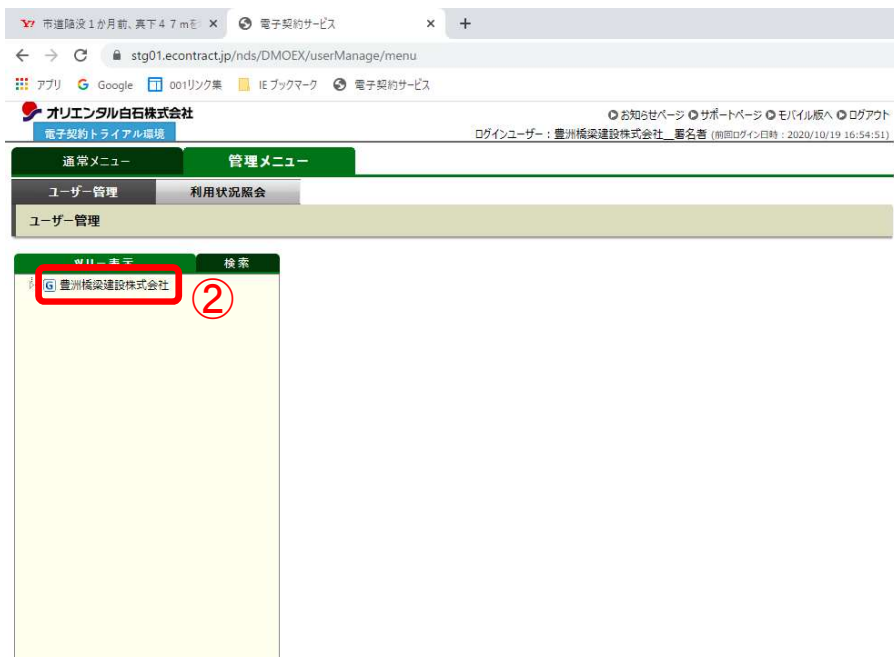 市道陥没1か月前、真下47mを
電子契約サービス
stg01.econtract.jp/nds/DMOEX/userManage/menu
アプリ Google 001リンク集 IE ブックマーク 電子契約サービス
オリエンタル白石株式会社
お知らせページ サポートページ モバイル版へ ログアウト
電子契約トライアル環境
ログインユーザー：豊洲橋梁建設株式会社__署名者 (前回ログイン日時：2020/10/19 16:54:51)
通常メニュー 管理メニュー
ユーザー管理 利用状況照会
ユーザー管理
ツリー表示 検索
G 豊洲橋梁建設株式会社
②